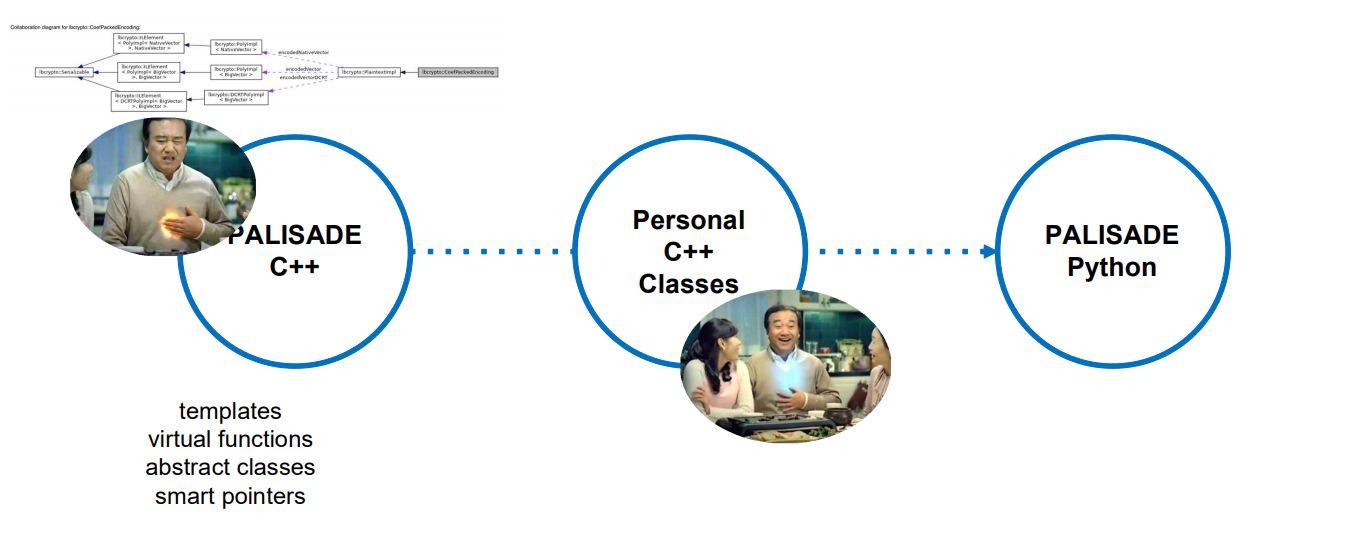 Collaboration diagram for lbcrypto::CoefPackedEncoding:
lbcrypto::ILElement
< PolyImpl< NativeVector
>, NativeVector >
lbcrypto::PolyImpl
< NativeVector >
encodedNativeVector
lbcrypto::Serializable
lbcrypto::ILElement
< PolyImpl< BigVector
>, BigVector >
lbcrypto::PolyImpl
< BigVector >
encodedVector
encodedVectorDCRT
lbcrypto::PlaintextImpl
lbcrypto::CoefPackedEncoding
lbcrypto::ILElement
< DCRTPolyImpl< BigVector
>, BigVector >
lbcrypto::DCRTPolyImpl
< BigVector >
PALISADE
C++
Personal
C++
Classes
PALISADE
Python
templates
virtual functions
abstract classes
smart pointers